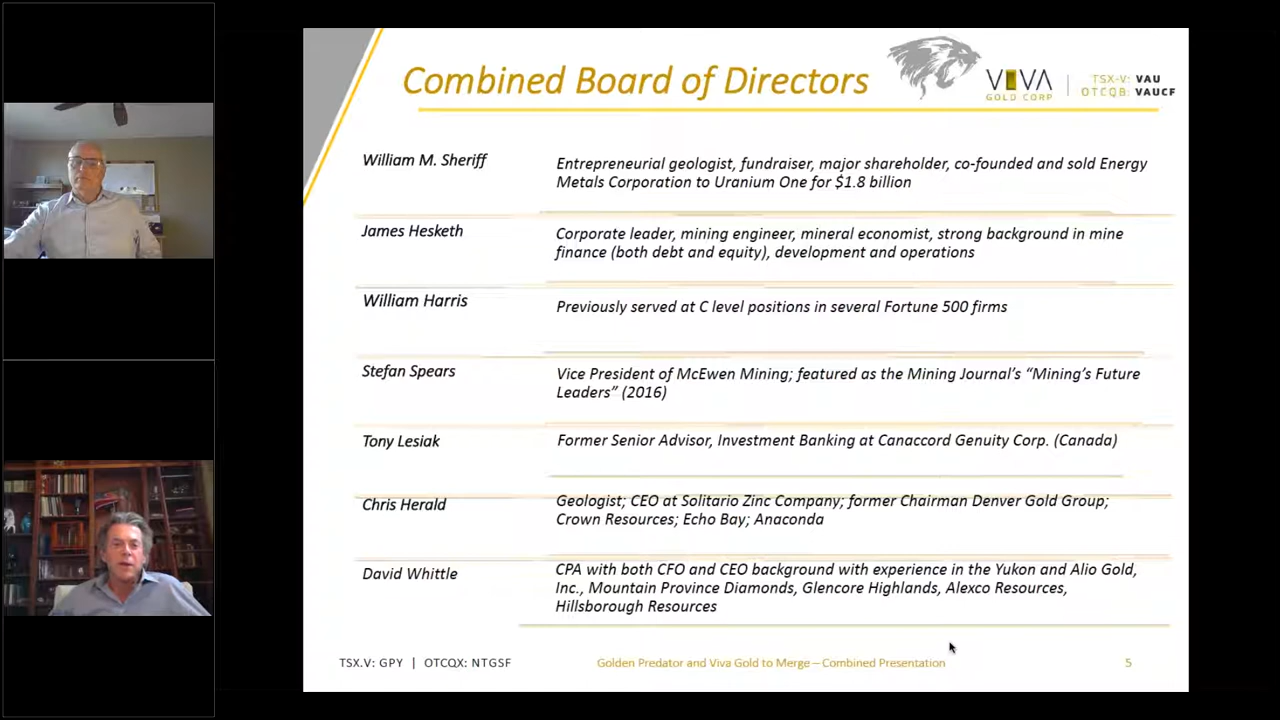 Combined Board of Directors
VIVA
GOLD CORP
TSX-V: VAU
OTCQB: VAUCF
William M. Sheriff
Entrepreneurial geologist, fundraiser, major shareholder, co-founded and sold Energy
Metals Corporation to Uranium One for $1.8 billion
James Hesketh
Corporate leader, mining engineer, mineral economist, strong background in mine
finance (both debt and equity), development and operations
William Harris
Previously served at C level positions in several Fortune 500 firms
Stefan Spears
Vice President of McEwen Mining; featured as the Mining Journal’s “Mining’s Future
Leaders” (2016)
Tony Lesiak
Former Senior Advisor, Investment Banking at Canaccord Genuity Corp. (Canada)
Chris Herald
Geologist; CEO at Solitario Zinc Company; former Chairman Denver Gold Group;
Crown Resources; Echo Bay; Anaconda
David Whittle
CPA with both CFO and CEO background with experience in the Yukon and Alio Gold,
Inc., Mountain Province Diamonds, Glencore Highlands, Alexco Resources,
Hillsborough Resources
TSX.V: GPY | OTCQX: NTGSF
Golden Predator and Viva Gold to Merge – Combined Presentation
5